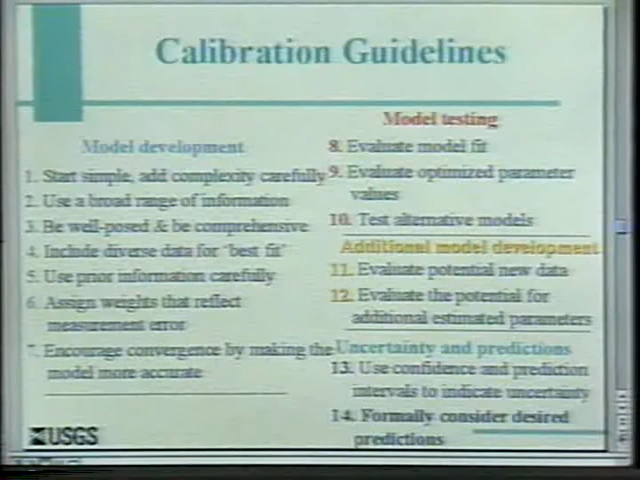 Calibration Guidelines
Model development
1. Start simple, add complexity carefully
2. Use a broad range of information
3. Be well-posed & be comprehensive
4. Include diverse data for "best fit"
5. Use prior information carefully
6. Assign weights that reflect
measurement error
7. Encourage convergence by making the
model more accurate
Model testing
8. Evaluate model fit
9. Evaluate optimized parameter
values
10. Test alternative models
Additional model development
11. Evaluate potential new data
12. Evaluate the potential for
additional estimated parameters
Uncertainty and predictions
13. Use confidence and prediction
intervals to indicate uncertainty
14. Formally consider desired
predictions
USGS